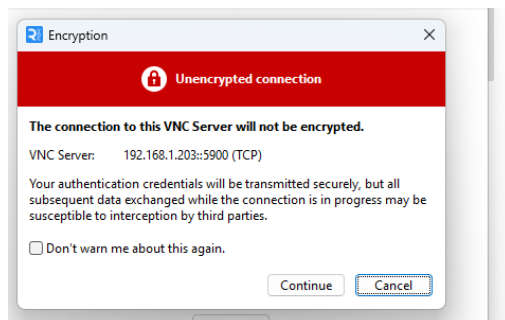 Encryption
Unencrypted connection
The connection to this VNC Server will not be encrypted.
VNC Server: 192.168.1.203::5900 (TCP)
Your authentication credentials will be transmitted securely, but all
subsequent data exchanged while the connection is in progress may be
susceptible to interception by third parties.
Don't warn me about this again.
Continue Cancel